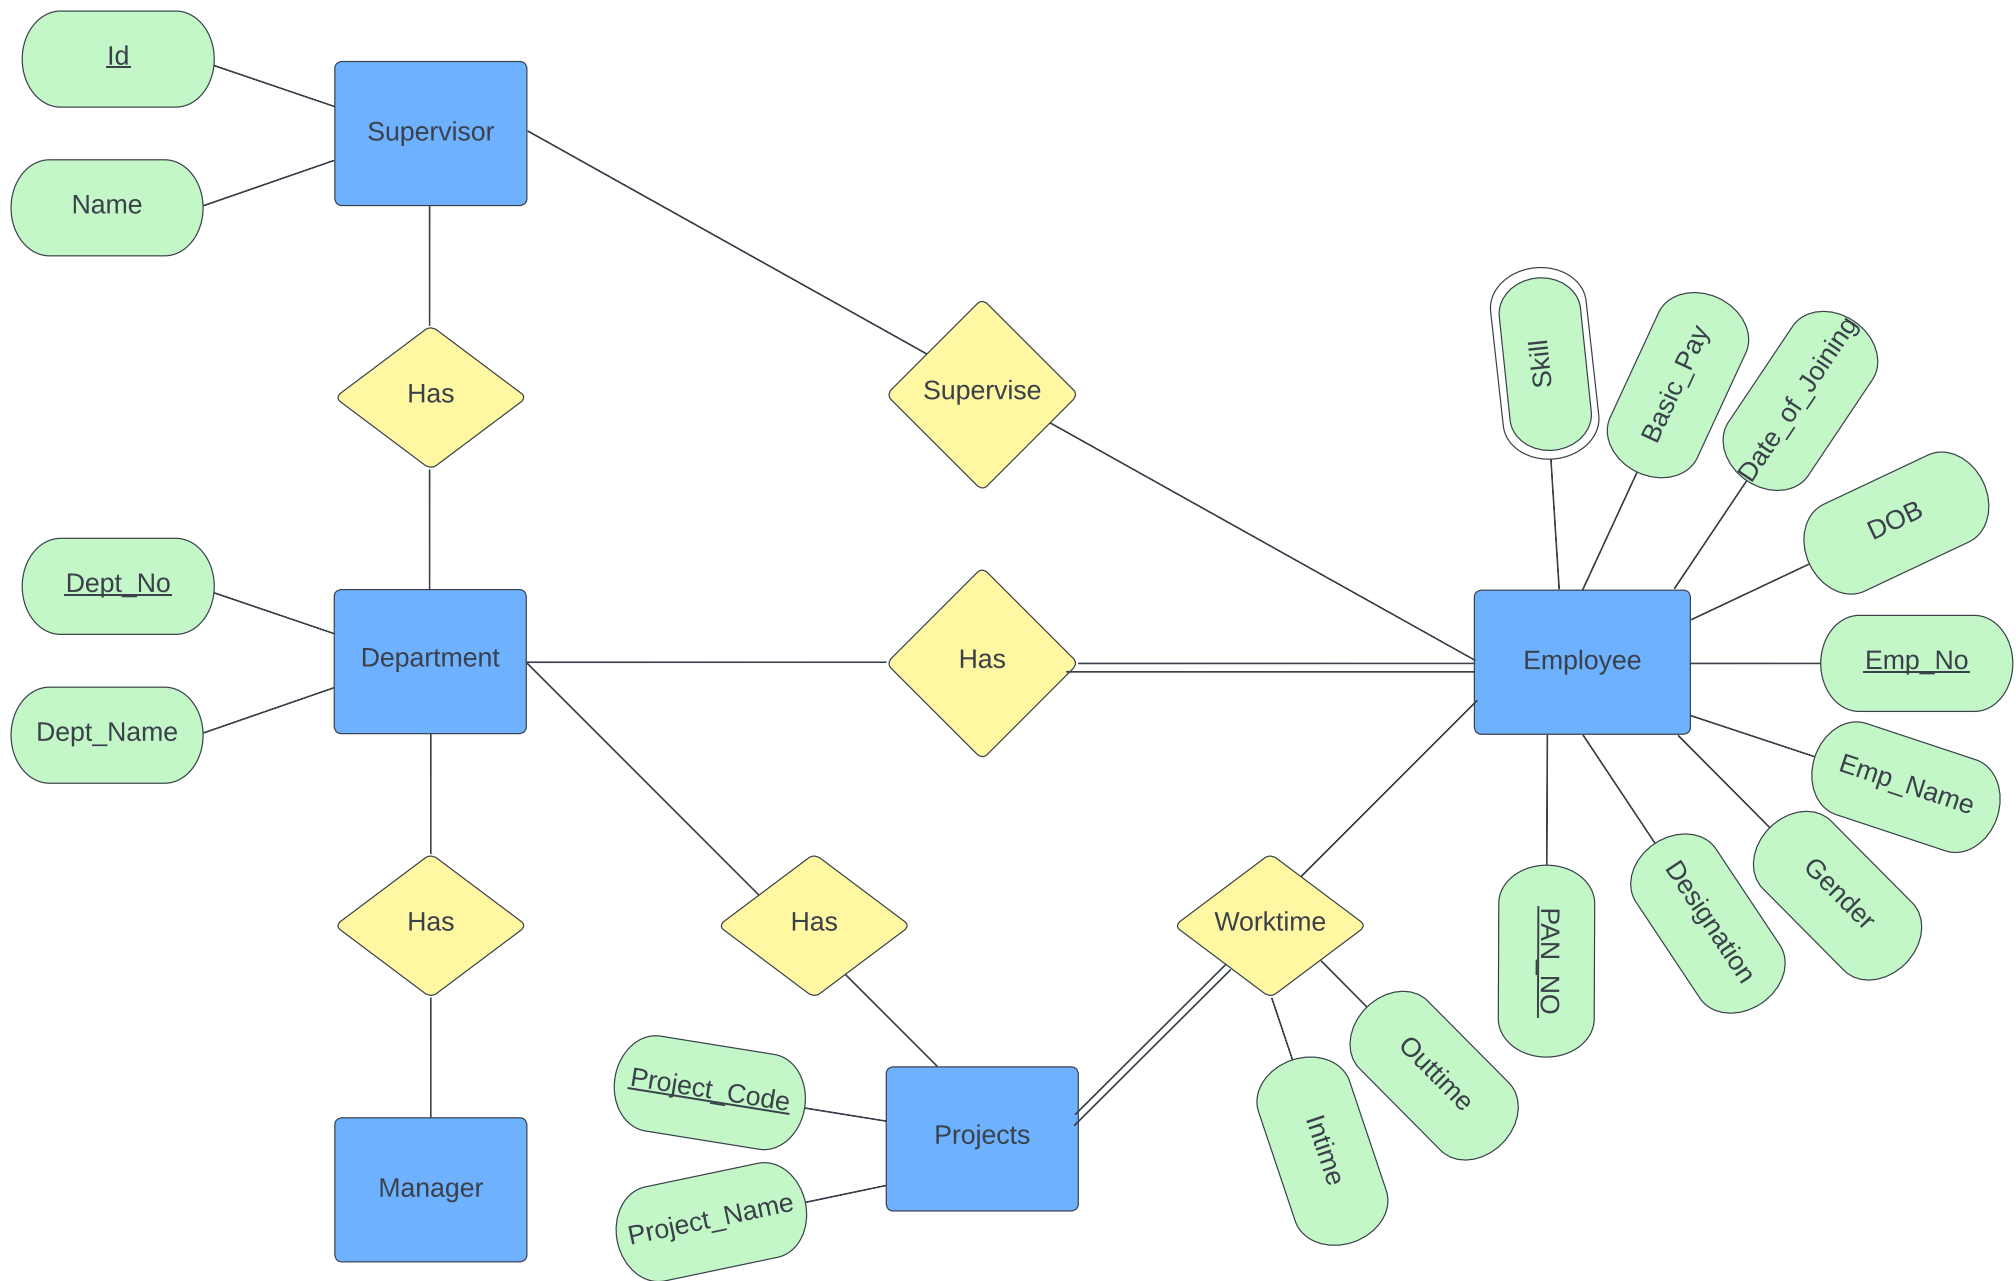 Id
Supervisor
Name
Has
Supervise
Skill
Basic_Pay
Date_of_Joining
DOB
Dept_No
Department
Dept_Name
Has
Employee
Emp_No
Emp_Name
Gender
Designation
PAN_NO
Has
Has
Worktime
Outtime
Intime
Project_Code
Projects
Project_Name
Manager